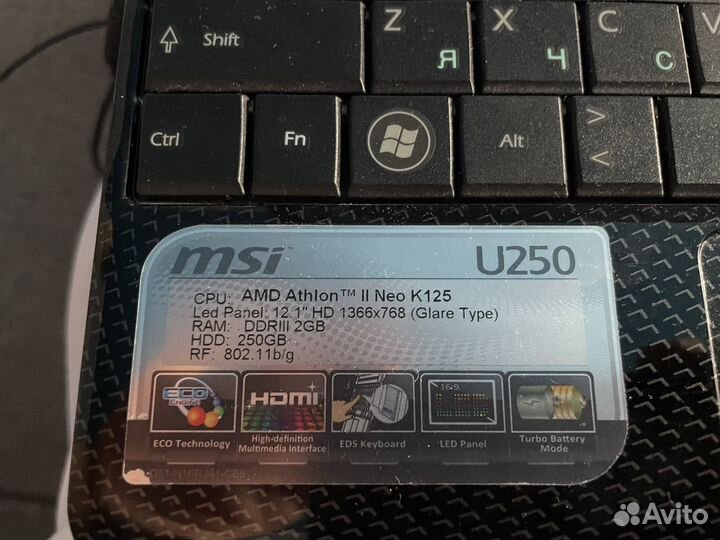 Shift Z Я X Ч C С V
Ctrl Fn Alt > <
msi U250
CPU: AMD Athlon™ II Neo K125
Led Panel: 12.1" HD 1366x768 (Glare Type)
RAM: DDRIII 2GB
HDD: 250GB
RF: 802.11b/g
ECO ENGINE HDMI 16:9
ECO Technology High-definition Multimedia Interface EDS Keyboard LED Panel Turbo Battery Mode
Avito